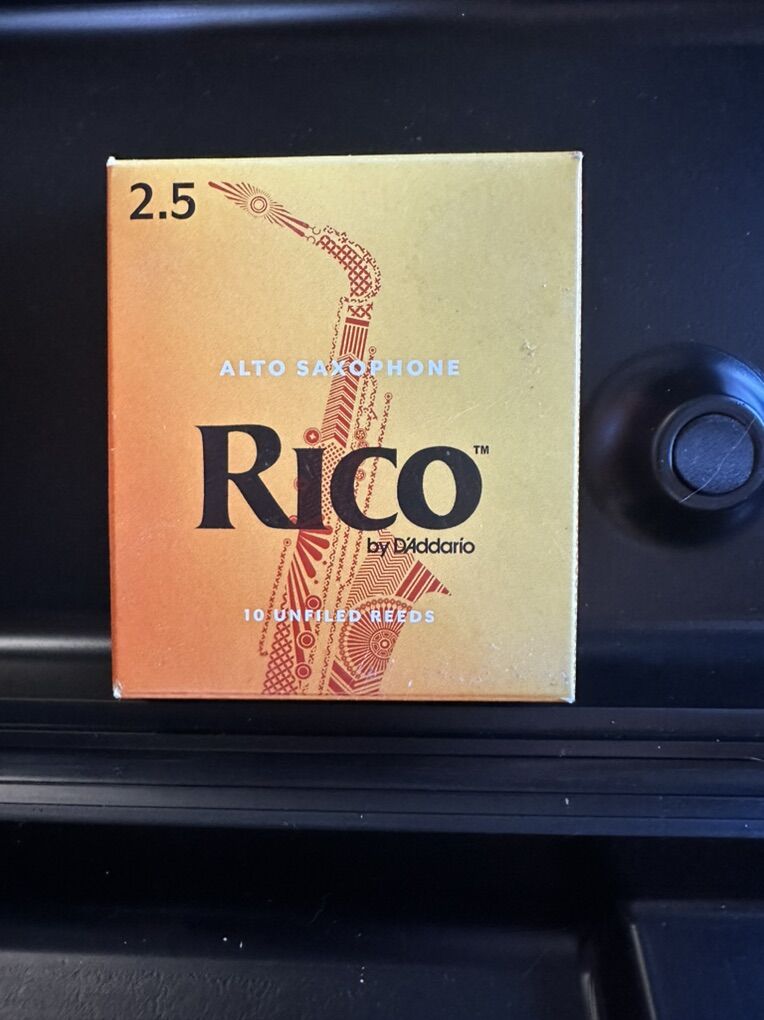 2.5
ALTO SAXOPHONE
RICO™
by D'Addario
10 UNFILED REEDS